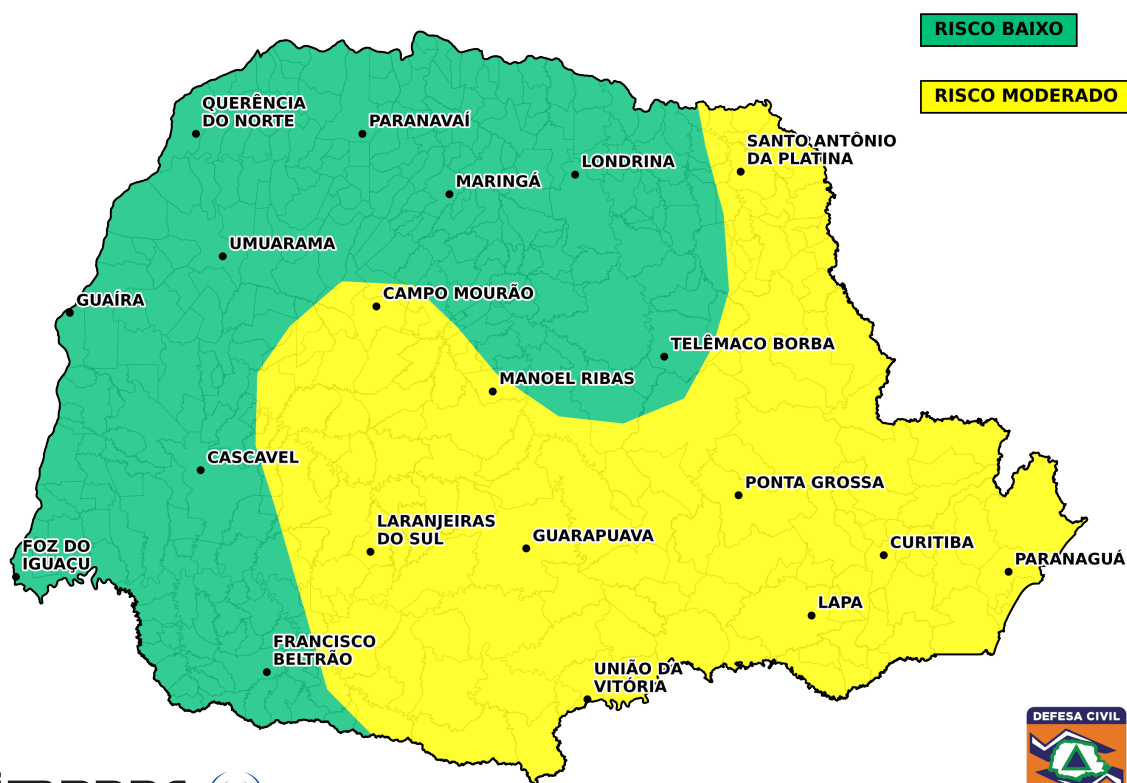 RISCO BAIXO
RISCO MODERADO
QUERÊNCIA
DO NORTE
PARANAVAÍ
SANTO ANTÔNIO
DA PLATINA
LONDRINA
MARINGÁ
UMUARAMA
GUAÍRA
CAMPO MOURÃO
TELÊMACO BORBA
MANOEL RIBAS
CASCAVEL
PONTA GROSSA
LARANJEIRAS
DO SUL
GUARAPUAVA
CURITIBA
FOZ DO
IGUAÇU
PARANAGUÁ
LAPA
FRANCISCO
BELTRÃO
UNIÃO DA
VITÓRIA
DEFESA CIVIL